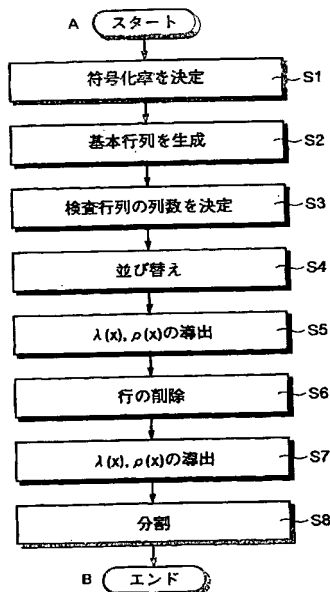 A スタート
符号化率を決定 S1
基本行列を生成 S2
検査行列の列数を決定 S3
並び替え S4
λ(x), ρ(x)の導出 S5
行の削除 S6
λ(x), ρ(x)の導出 S7
分割 S8
B エンド